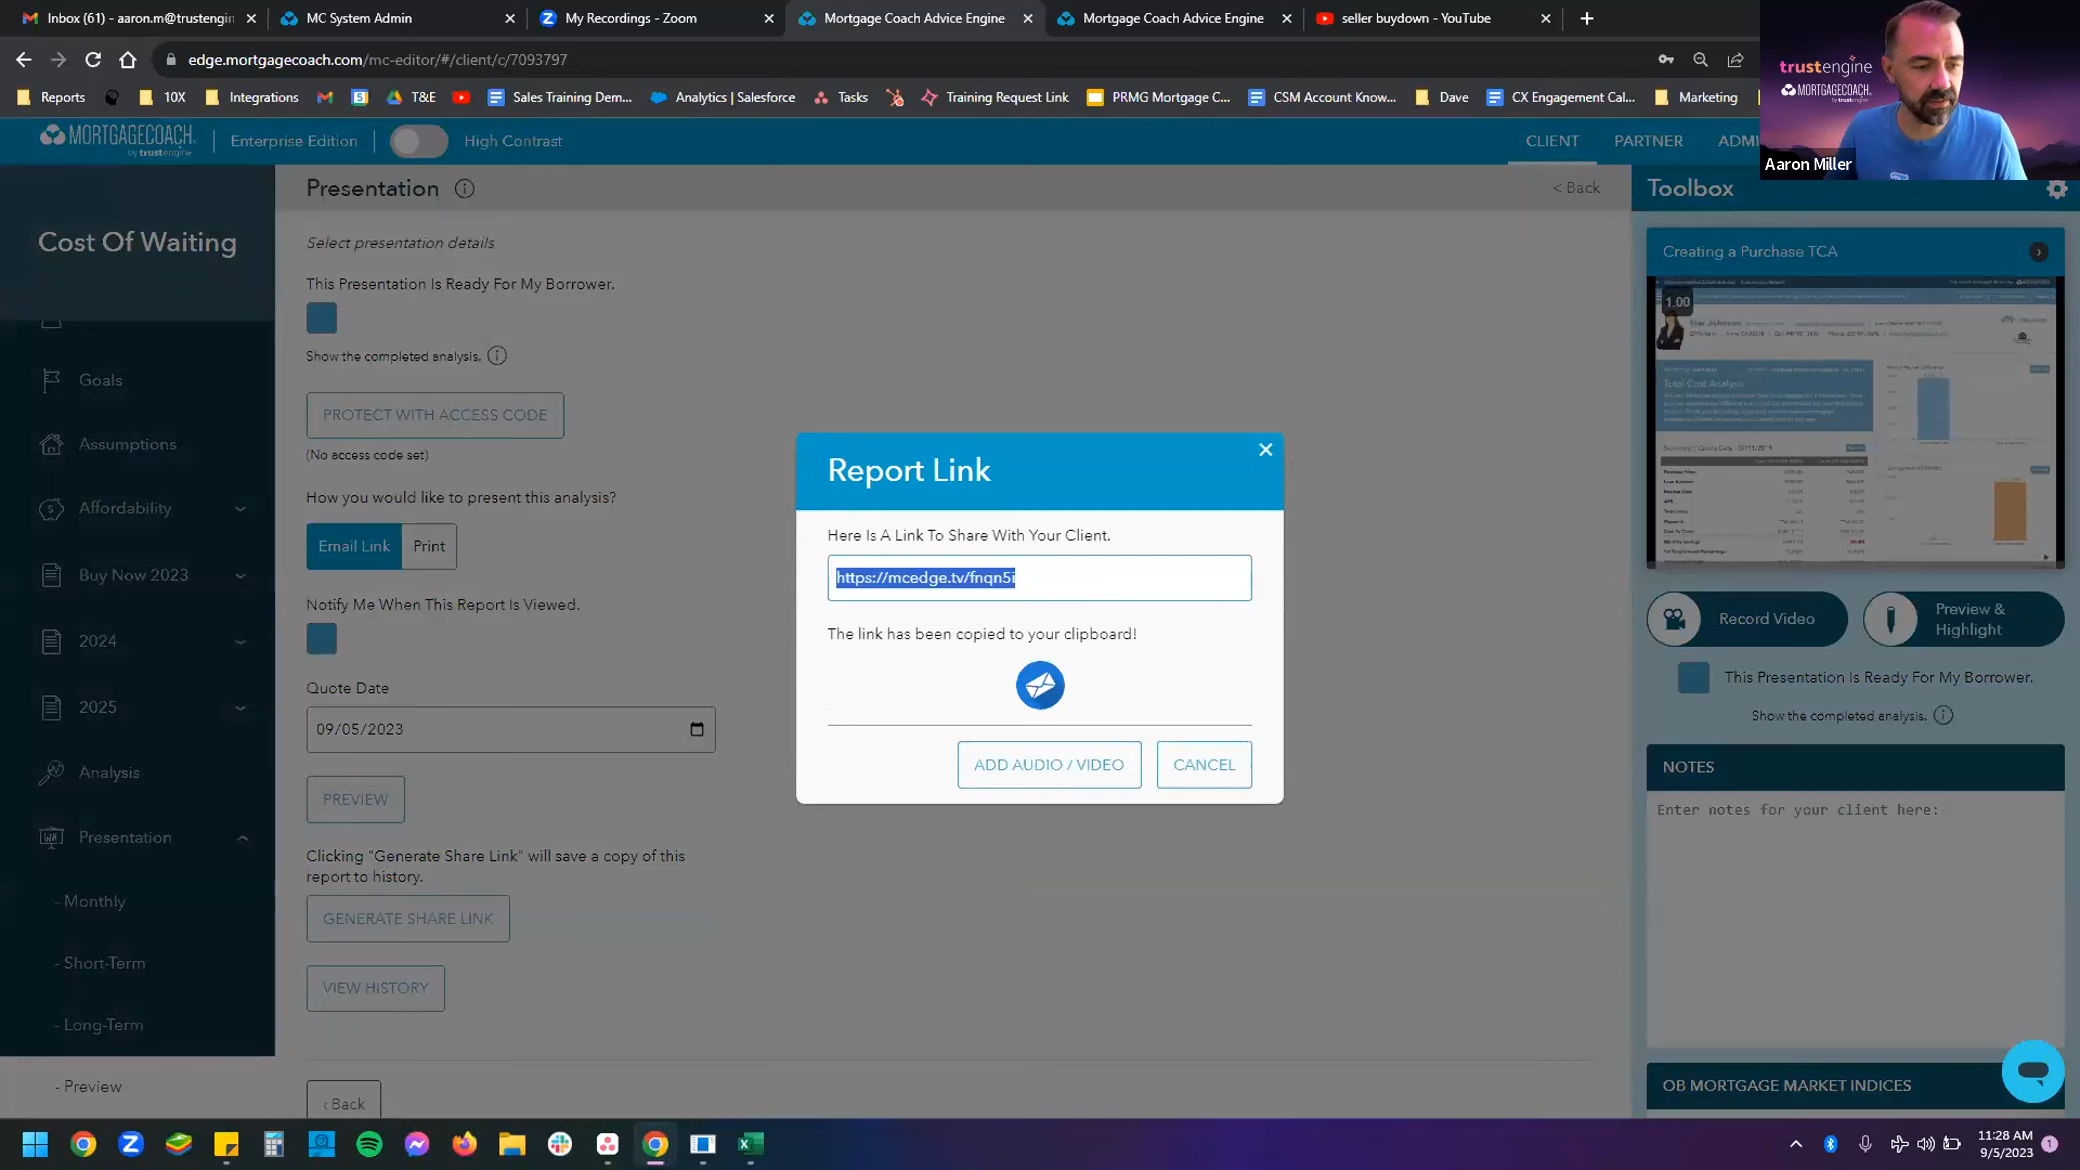 Inbox (61) - aaron.m@trustengin
MC System Admin
My Recordings - Zoom
Mortgage Coach Advice Engine
Mortgage Coach Advice Engine
seller buydown - YouTube
edge.mortgagecoach.com/mc-editor/#/client/c/7093797
Reports
10X
Integrations
T&E
Sales Training Dem...
Analytics | Salesforce
Tasks
Training Request Link
PRMG Mortgage C...
CSM Account Know...
Dave
CX Engagement Cal...
Marketing
trustengine
MORTGAGECOACH
by trustengine
Aaron Miller
MORTGAGECOACH
by trustengine
Enterprise Edition
High Contrast
CLIENT
PARTNER
ADMI
Cost Of Waiting
Goals
Assumptions
Affordability
Buy Now 2023
2024
2025
Analysis
Presentation
- Monthly
- Short-Term
- Long-Term
- Preview
Presentation
< Back
Select presentation details
This Presentation Is Ready For My Borrower.
Show the completed analysis.
PROTECT WITH ACCESS CODE
(No access code set)
How you would like to present this analysis?
Email Link
Print
Notify Me When This Report Is Viewed.
Quote Date
09/05/2023
PREVIEW
Clicking "Generate Share Link" will save a copy of this
report to history.
GENERATE SHARE LINK
VIEW HISTORY
‹ Back
Report Link
Here Is A Link To Share With Your Client.
https://mcedge.tv/fnqn5i
The link has been copied to your clipboard!
ADD AUDIO / VIDEO
CANCEL
Toolbox
Creating a Purchase TCA
1.00
Total Cost Analysis
Record Video
Preview &
Highlight
This Presentation Is Ready For My Borrower.
Show the completed analysis.
NOTES
Enter notes for your client here:
OB MORTGAGE MARKET INDICES
11:28 AM
9/5/2023
1